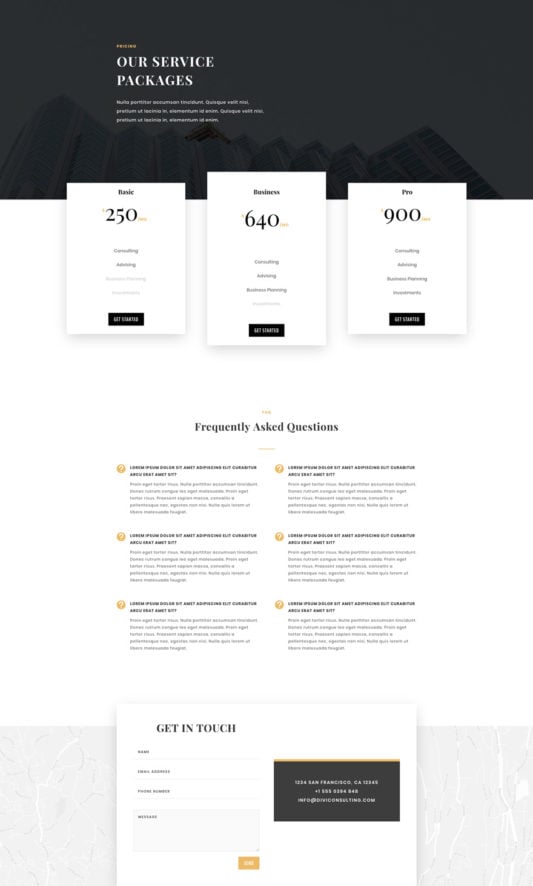 PRICING
OUR SERVICE
PACKAGES
Nulla porttitor accumsan tincidunt. Quisque velit nisi,
pretium ut lacinia in, elementum id enim. Quisque velit nisi,
pretium ut lacinia in, elementum id enim.
Basic
$250
Consulting
Advising
Business Planning
Investments
GET STARTED
Business
$640
Consulting
Advising
Business Planning
Investments
GET STARTED
Pro
$900
Consulting
Advising
Business Planning
Investments
GET STARTED
FAQ
Frequently Asked Questions
LOREM IPSUM DOLOR SIT AMET ADIPISCING ELIT CURABITUR
ARCU ERAT AMET SIT?
Proin eget tortor risus. Nulla porttitor accumsan tincidunt.
Donec rutrum congue leo eget malesuada. Proin eget
tortor risus. Praesent sapien massa, convallis a
pellentesque nec, egestas non nisi. Nulla quis lorem ut
libero malesuada feugiat.
LOREM IPSUM DOLOR SIT AMET ADIPISCING ELIT CURABITUR
ARCU ERAT AMET SIT?
Proin eget tortor risus. Nulla porttitor accumsan tincidunt.
Donec rutrum congue leo eget malesuada. Proin eget
tortor risus. Praesent sapien massa, convallis a
pellentesque nec, egestas non nisi. Nulla quis lorem ut
libero malesuada feugiat.
LOREM IPSUM DOLOR SIT AMET ADIPISCING ELIT CURABITUR
ARCU ERAT AMET SIT?
Proin eget tortor risus. Nulla porttitor accumsan tincidunt.
Donec rutrum congue leo eget malesuada. Proin eget
tortor risus. Praesent sapien massa, convallis a
pellentesque nec, egestas non nisi. Nulla quis lorem ut
libero malesuada feugiat.
LOREM IPSUM DOLOR SIT AMET ADIPISCING ELIT CURABITUR
ARCU ERAT AMET SIT?
Proin eget tortor risus. Nulla porttitor accumsan tincidunt.
Donec rutrum congue leo eget malesuada. Proin eget
tortor risus. Praesent sapien massa, convallis a
pellentesque nec, egestas non nisi. Nulla quis lorem ut
libero malesuada feugiat.
LOREM IPSUM DOLOR SIT AMET ADIPISCING ELIT CURABITUR
ARCU ERAT AMET SIT?
Proin eget tortor risus. Nulla porttitor accumsan tincidunt.
Donec rutrum congue leo eget malesuada. Proin eget
tortor risus. Praesent sapien massa, convallis a
pellentesque nec, egestas non nisi. Nulla quis lorem ut
libero malesuada feugiat.
LOREM IPSUM DOLOR SIT AMET ADIPISCING ELIT CURABITUR
ARCU ERAT AMET SIT?
Proin eget tortor risus. Nulla porttitor accumsan tincidunt.
Donec rutrum congue leo eget malesuada. Proin eget
tortor risus. Praesent sapien massa, convallis a
pellentesque nec, egestas non nisi. Nulla quis lorem ut
libero malesuada feugiat.
GET IN TOUCH
NAME
EMAIL ADDRESS
PHONE NUMBER
MESSAGE
SEND
1234 SAN FRANCISCO, CA 12345
+1 555 0394 848
INFO@DIVICONSULTING.COM